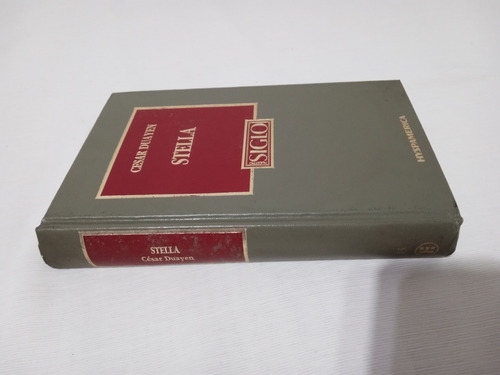 CESAR DUAYEN
STELLA
SIGLO
HYSPAMERICA
STELLA
César Duayen